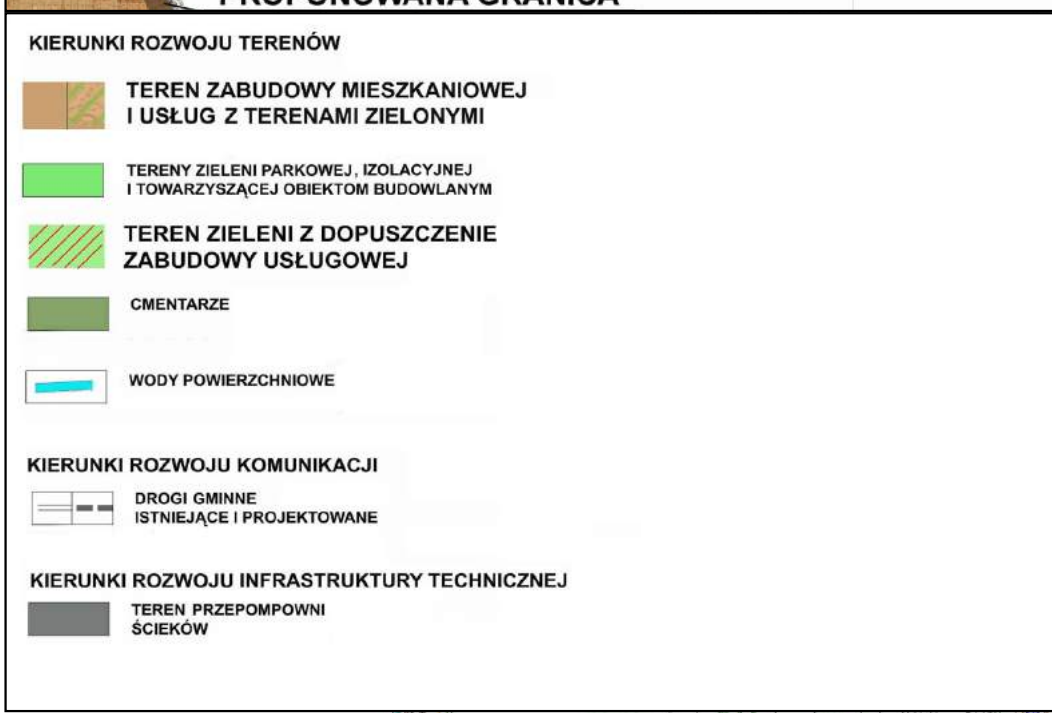 PROPONOWANA GRANICA
KIERUNKI ROZWOJU TERENÓW
TEREN ZABUDOWY MIESZKANIOWEJ
I USŁUG Z TERENAMI ZIELONYMI
TERENY ZIELENI PARKOWEJ, IZOLACYJNEJ
I TOWARZYSZĄCEJ OBIEKTOM BUDOWLANYM
TEREN ZIELENI Z DOPUSZCZENIE
ZABUDOWY USŁUGOWEJ
CMENTARZE
WODY POWIERZCHNIOWE
KIERUNKI ROZWOJU KOMUNIKACJI
DROGI GMINNE
ISTNIEJĄCE I PROJEKTOWANE
KIERUNKI ROZWOJU INFRASTRUKTURY TECHNICZNEJ
TEREN PRZEPOMPOWNI
ŚCIEKÓW